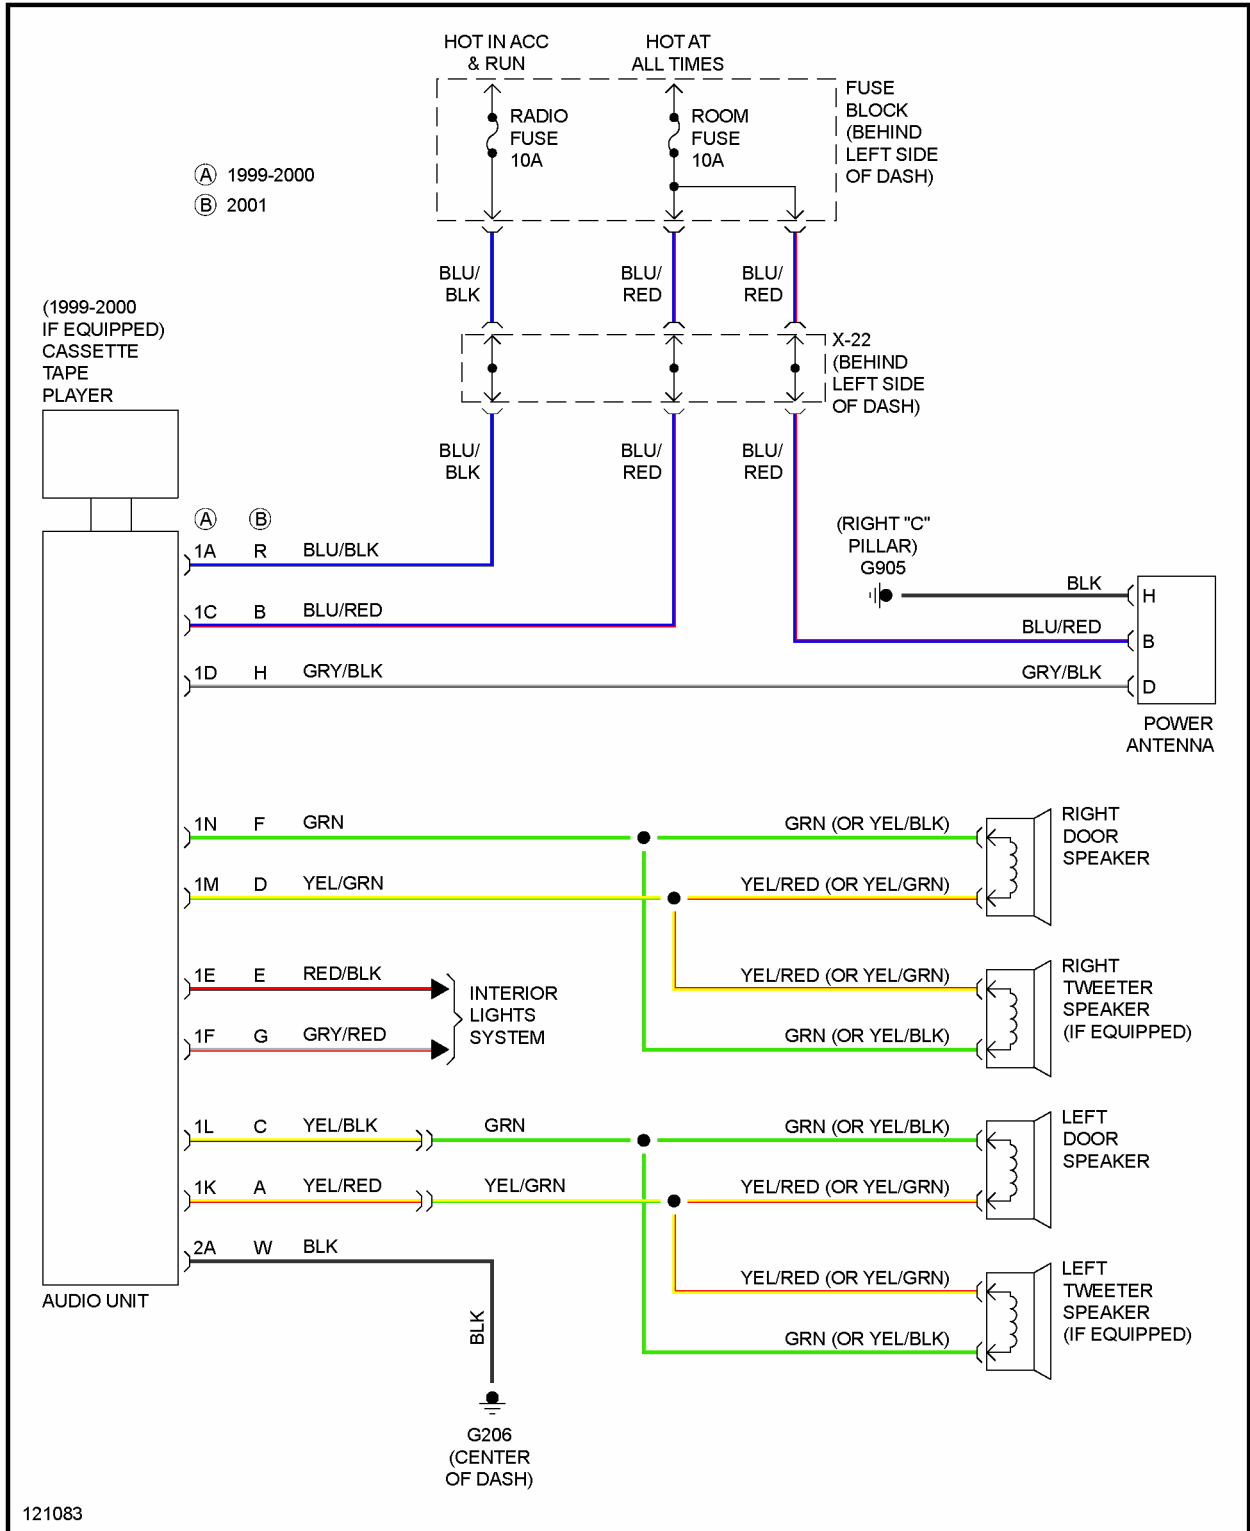 HOT IN ACC
& RUN
HOT AT
ALL TIMES
RADIO
FUSE
10A
ROOM
FUSE
10A
FUSE
BLOCK
(BEHIND
LEFT SIDE
OF DASH)
A 1999-2000
B 2001
BLU/
BLK
BLU/
RED
BLU/
RED
(1999-2000
IF EQUIPPED)
CASSETTE
TAPE
PLAYER
X-22
(BEHIND
LEFT SIDE
OF DASH)
BLU/
BLK
BLU/
RED
BLU/
RED
A B
1A R BLU/BLK
1C B BLU/RED
1D H GRY/BLK
(RIGHT "C"
PILLAR)
G905
BLK H
BLU/RED B
GRY/BLK D
POWER
ANTENNA
1N F GRN
GRN (OR YEL/BLK)
1M D YEL/GRN
YEL/RED (OR YEL/GRN)
RIGHT
DOOR
SPEAKER
1E E RED/BLK
1F G GRY/RED
INTERIOR
LIGHTS
SYSTEM
YEL/RED (OR YEL/GRN)
GRN (OR YEL/BLK)
RIGHT
TWEETER
SPEAKER
(IF EQUIPPED)
1L C YEL/BLK
GRN
GRN (OR YEL/BLK)
1K A YEL/RED
YEL/GRN
YEL/RED (OR YEL/GRN)
LEFT
DOOR
SPEAKER
2A W BLK
AUDIO UNIT
BLK
YEL/RED (OR YEL/GRN)
GRN (OR YEL/BLK)
LEFT
TWEETER
SPEAKER
(IF EQUIPPED)
G206
(CENTER
OF DASH)
121083